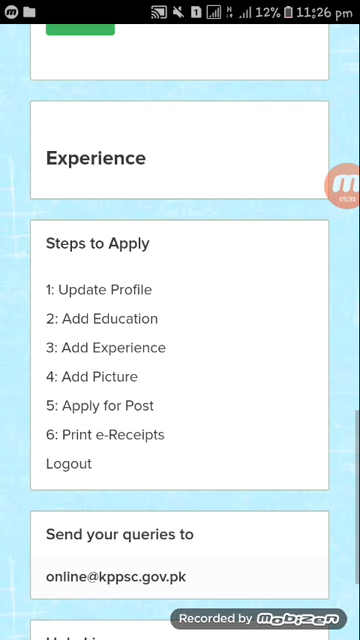 12% 11:26 pm
Experience
Steps to Apply
1: Update Profile
2: Add Education
3: Add Experience
4: Add Picture
5: Apply for Post
6: Print e-Receipts
Logout
Send your queries to
online@kppsc.gov.pk
Recorded by mobizen